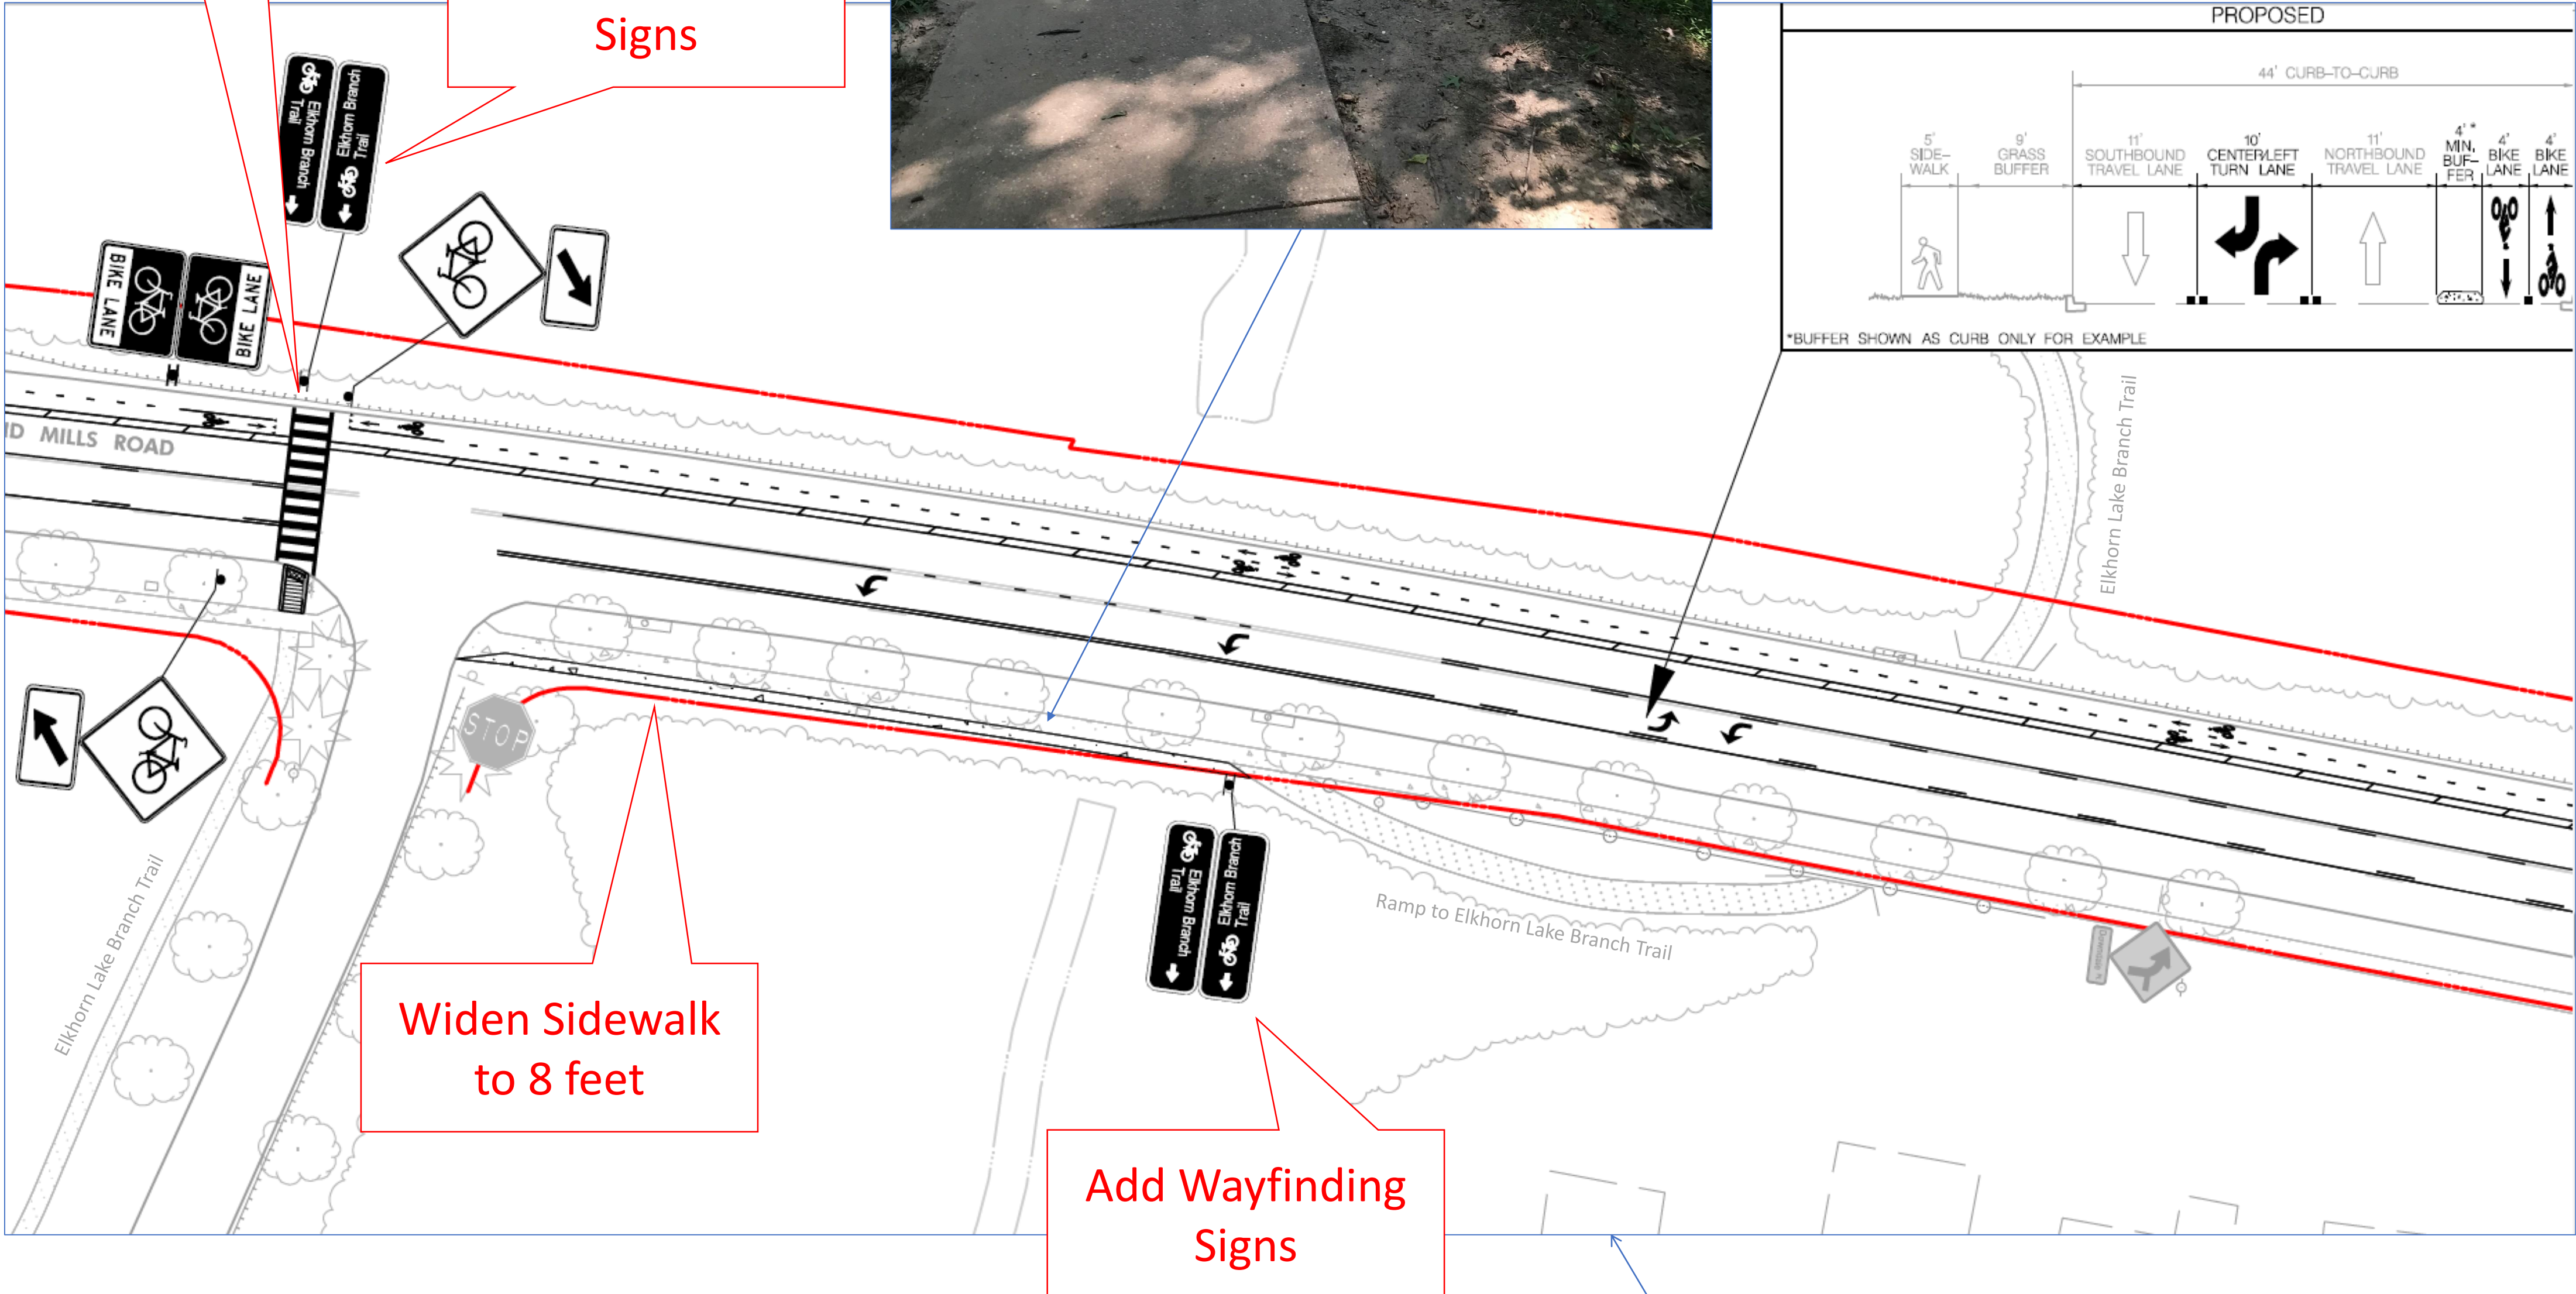 Signs
PROPOSED
44' CURB-TO-CURB
5'
SIDE-
WALK
9'
GRASS
BUFFER
11'
SOUTHBOUND
TRAVEL LANE
10'
CENTER/LEFT
TURN LANE
11'
NORTHBOUND
TRAVEL LANE
4' *
MIN.
BUF-
FER
4'
BIKE
LANE
4'
BIKE
LANE
*BUFFER SHOWN AS CURB ONLY FOR EXAMPLE
Elkhorn Branch
Trail
Elkhorn Branch
Trail
BIKE LANE
BIKE LANE
MILLS ROAD
Elkhorn Lake Branch Trail
STOP
Elkhorn Lake Branch Trail
Ramp to Elkhorn Lake Branch Trail
Elkhorn Branch
Trail
Elkhorn Branch
Trail
Widen Sidewalk
to 8 feet
Add Wayfinding
Signs